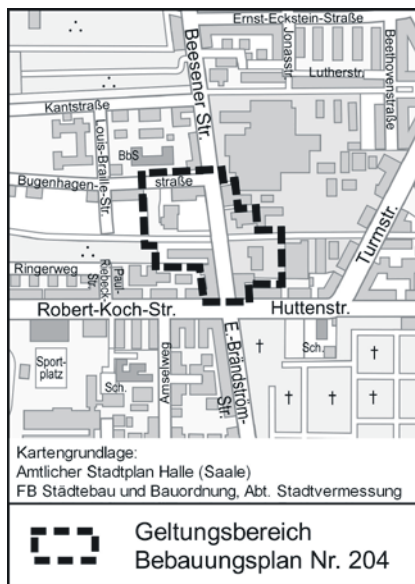 Ernst-Eckstein-Straße
Beesener Str.
Jonasstr.
Beethovenstraße
Lutherstr.
Kantstraße
Louis-Braille-Str.
BbS
Bugenhagen-
straße
Turmstr.
Ringerweg
Paul-
Riebeck-
Str.
Robert-Koch-Str.
Huttenstr.
E.-Brändström-
Str.
Sport-
platz
Sch.
Amselweg
Sch.
Kartengrundlage:
Amtlicher Stadtplan Halle (Saale)
FB Städtebau und Bauordnung, Abt. Stadtvermessung
Geltungsbereich
Bebauungsplan Nr. 204